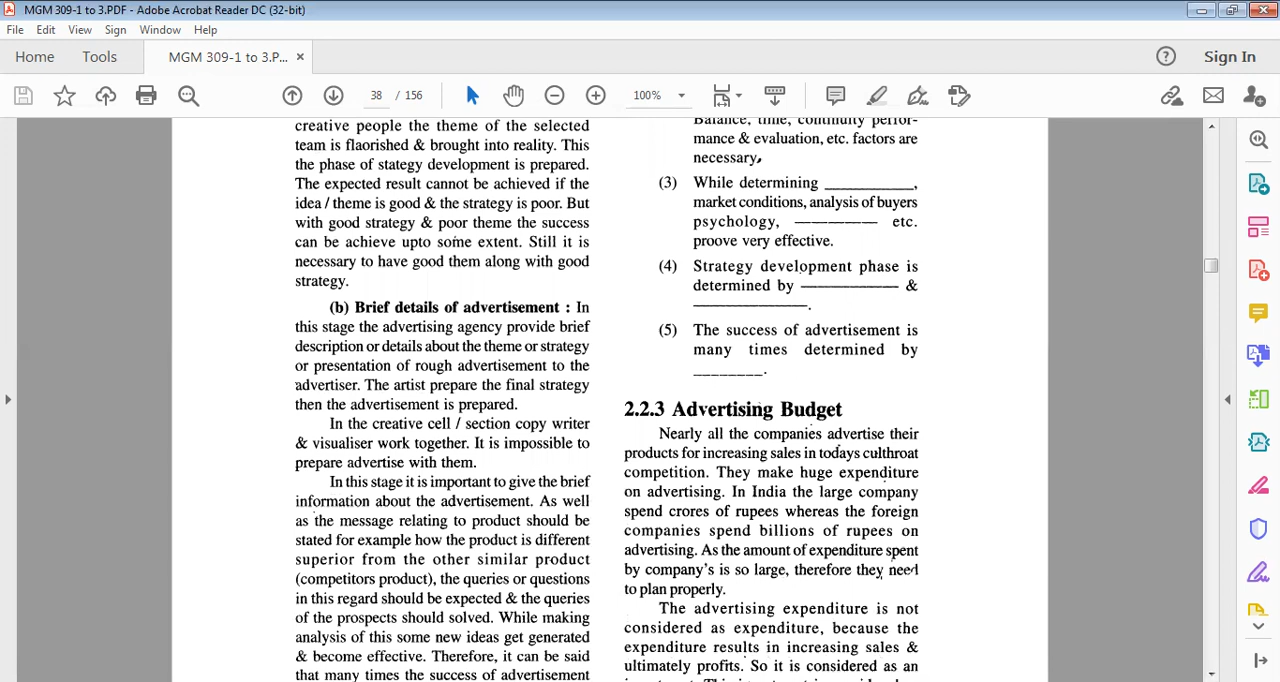 MGM 309-1 to 3.PDF - Adobe Acrobat Reader DC (32-bit)
File Edit View Sign Window Help
Home Tools MGM 309-1 to 3.P... ×
Sign In
38 / 156
100%
creative people the theme of the selected
team is flaorished & brought into reality. This
the phase of stategy development is prepared.
The expected result cannot be achieved if the
idea / theme is good & the strategy is poor. But
with good strategy & poor theme the success
can be achieve upto some extent. Still it is
necessary to have good them along with good
strategy.
(b) Brief details of advertisement : In
this stage the advertising agency provide brief
description or details about the theme or strategy
or presentation of rough advertisement to the
advertiser. The artist prepare the final strategy
then the advertisement is prepared.
In the creative cell / section copy writer
& visualiser work together. It is impossible to
prepare advertise with them.
In this stage it is important to give the brief
information about the advertisement. As well
as the message relating to product should be
stated for example how the product is different
superior from the other similar product
(competitors product), the queries or questions
in this regard should be expected & the queries
of the prospects should solved. While making
analysis of this some new ideas get generated
& become effective. Therefore, it can be said
that many times the success of advertisement
Balance, time, continuity perfor-
mance & evaluation, etc. factors are
necessary,
(3) While determining __________,
market conditions, analysis of buyers
psychology, __________ etc.
proove very effective.
(4) Strategy development phase is
determined by ____________ &
______________.
(5) The success of advertisement is
many times determined by
________.
2.2.3 Advertising Budget
Nearly all the companies advertise their
products for increasing sales in todays culthroat
competition. They make huge expenditure
on advertising. In India the large company
spend crores of rupees whereas the foreign
companies spend billions of rupees on
advertising. As the amount of expenditure spent
by company's is so large, therefore they need
to plan properly.
The advertising expenditure is not
considered as expenditure, because the
expenditure results in increasing sales &
ultimately profits. So it is considered as an